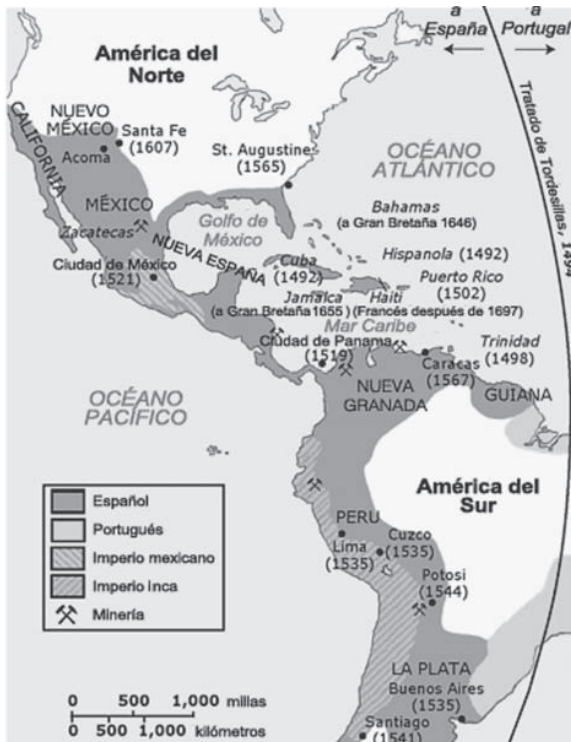 a
España
a
Portugal
Tratado de Tordesillas, 1494
América del
Norte
NUEVO
MÉXICO
Santa Fe
(1607)
Acoma
CALIFORNIA
St. Augustine
(1565)
OCÉANO
ATLÁNTICO
MÉXICO
Zacatecas
NUEVA ESPAÑA
Golfo de
México
Bahamas
(a Gran Bretaña 1646)
Ciudad de México
(1521)
Cuba
(1492)
Hispanola (1492)
Puerto Rico
(1502)
Jamaica
(a Gran Bretaña 1655)
Haití
(Francés después de 1697)
Mar Caribe
Ciudad de Panama
(1519)
Caracas
(1567)
Trinidad
(1498)
NUEVA
GRANADA
GUIANA
OCÉANO
PACÍFICO
América del
Sur
PERU
Lima
(1535)
Cuzco
(1535)
Potosi
(1544)
LA PLATA
Buenos Aires
(1535)
Santiago
(1541)
Español
Portugués
Imperio mexicano
Imperio Inca
Minería
0 500 1,000 millas
0 500 1,000 kilómetros